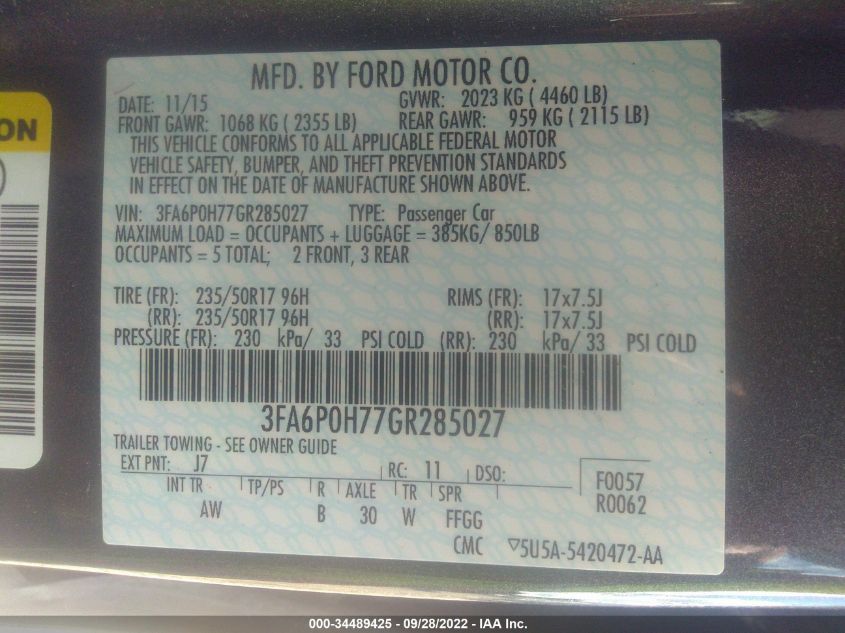 ON
MFD. BY FORD MOTOR CO.
DATE: 11/15 GVWR: 2023 KG ( 4460 LB)
FRONT GAWR: 1068 KG ( 2355 LB) REAR GAWR: 959 KG ( 2115 LB)
THIS VEHICLE CONFORMS TO ALL APPLICABLE FEDERAL MOTOR
VEHICLE SAFETY, BUMPER, AND THEFT PREVENTION STANDARDS
IN EFFECT ON THE DATE OF MANUFACTURE SHOWN ABOVE.
VIN: 3FA6P0H77GR285027 TYPE: Passenger Car
MAXIMUM LOAD = OCCUPANTS + LUGGAGE = 385KG/ 850LB
OCCUPANTS = 5 TOTAL; 2 FRONT, 3 REAR
TIRE (FR): 235/50R17 96H RIMS (FR): 17x7.5J
(RR): 235/50R17 96H (RR): 17x7.5J
PRESSURE (FR): 230 kPa/ 33 PSI COLD (RR): 230 kPa/ 33 PSI COLD
3FA6P0H77GR285027
TRAILER TOWING - SEE OWNER GUIDE
EXT PNT: J7 RC: 11 DSO: F0057
INT TR TP/PS R AXLE TR SPR R0062
AW B 30 W FFGG
CMC ▽5U5A-5420472-AA
000-34489425 - 09/28/2022 - IAA Inc.